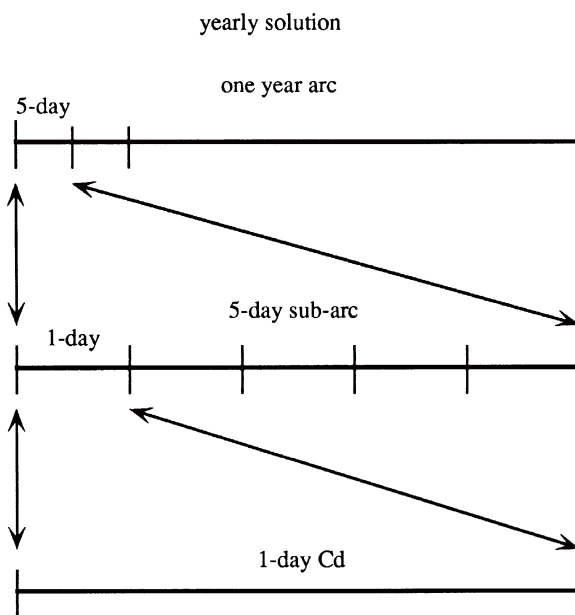 yearly solution
one year arc
5-day
5-day sub-arc
1-day
1-day Cd